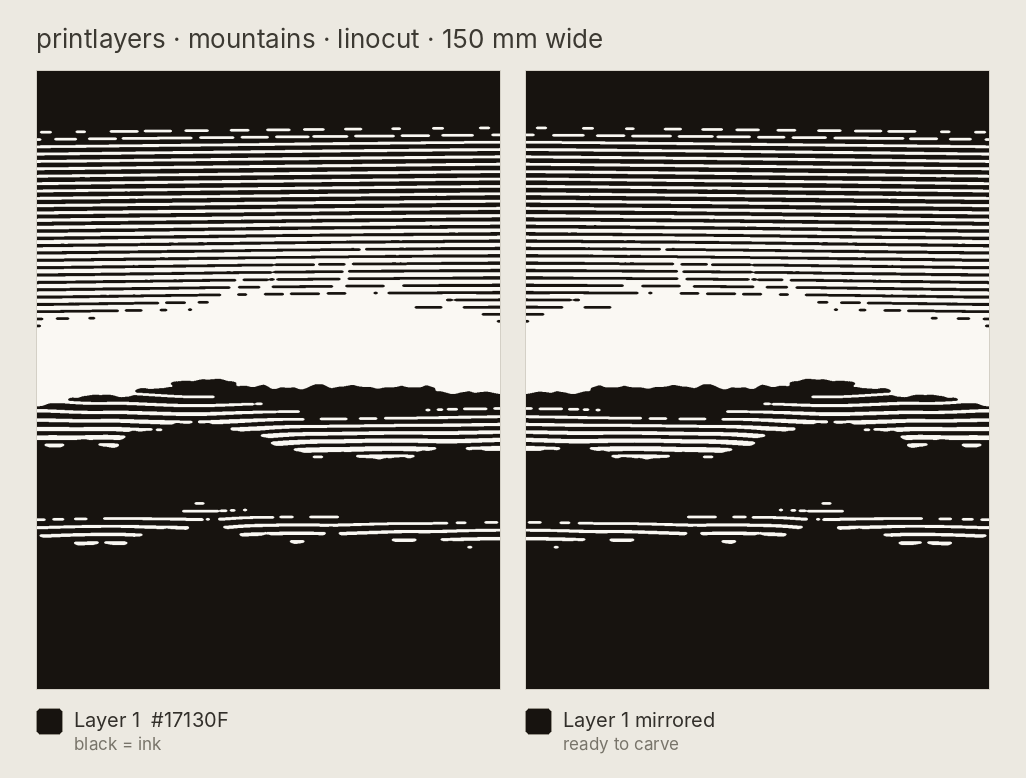 printlayers · mountains · linocut · 150 mm wide
Layer 1 #17130F
black = ink
Layer 1 mirrored
ready to carve